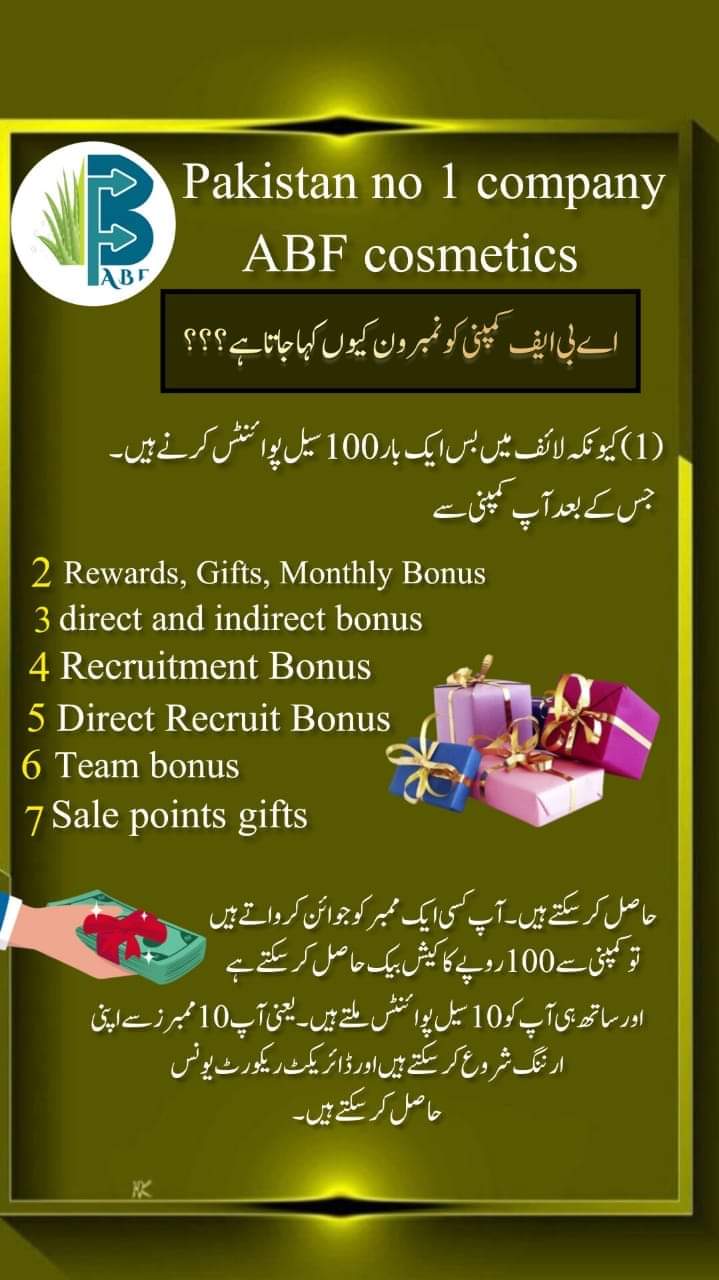 ABF
Pakistan no 1 company
ABF cosmetics
اے بی ایف کمپنی کو نمبر ون کیوں کہا جاتا ہے ؟؟؟
(1) کیونکہ لائف میں بس ایک بار 100 سیل پوائنٹس کرنے ہیں۔
جس کے بعد آپ کمپنی سے
2 Rewards, Gifts, Monthly Bonus
3 direct and indirect bonus
4 Recruitment Bonus
5 Direct Recruit Bonus
6 Team bonus
7 Sale points gifts
حاصل کر سکتے ہیں۔ آپ کسی ایک ممبر کو جوائن کرواتے ہیں
تو کمپنی سے 100 روپے کا کیش بیک حاصل کر سکتے ہے
اور ساتھ ہی آپ کو 10 سیل پوائنٹس ملتے ہیں۔ یعنی آپ 10 ممبرز سے اپنی
ارننگ شروع کر سکتے ہیں اور ڈائریکٹ ریکورٹ بونس
حاصل کر سکتے ہیں۔